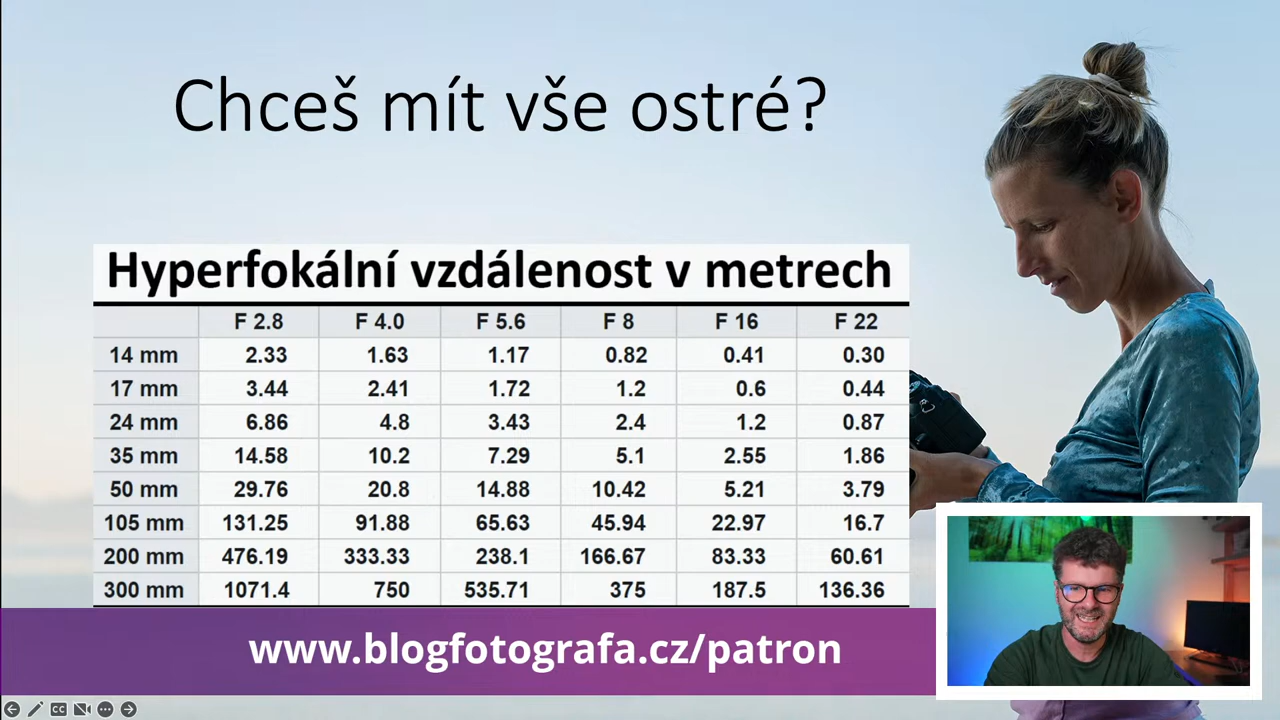 Chceš mít vše ostré?
Hyperfokální vzdálenost v metrech
F 2.8 F 4.0 F 5.6 F 8 F 16 F 22
14 mm 2.33 1.63 1.17 0.82 0.41 0.30
17 mm 3.44 2.41 1.72 1.2 0.6 0.44
24 mm 6.86 4.8 3.43 2.4 1.2 0.87
35 mm 14.58 10.2 7.29 5.1 2.55 1.86
50 mm 29.76 20.8 14.88 10.42 5.21 3.79
105 mm 131.25 91.88 65.63 45.94 22.97 16.7
200 mm 476.19 333.33 238.1 166.67 83.33 60.61
300 mm 1071.4 750 535.71 375 187.5 136.36
www.blogfotografa.cz/patron
CC